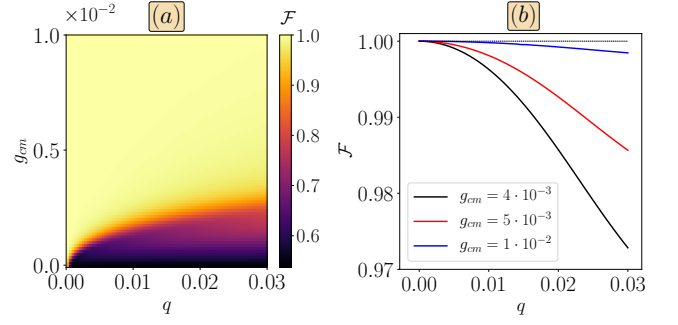 ×10⁻²
(a)
F
1.0
0.5
0.0
g_cm
0.00
0.01
0.02
0.03
q
1.0
0.9
0.8
0.7
0.6
(b)
1.00
0.99
0.98
0.97
F
g_cm = 4 · 10⁻³
g_cm = 5 · 10⁻³
g_cm = 1 · 10⁻²
0.00
0.01
0.02
0.03
q